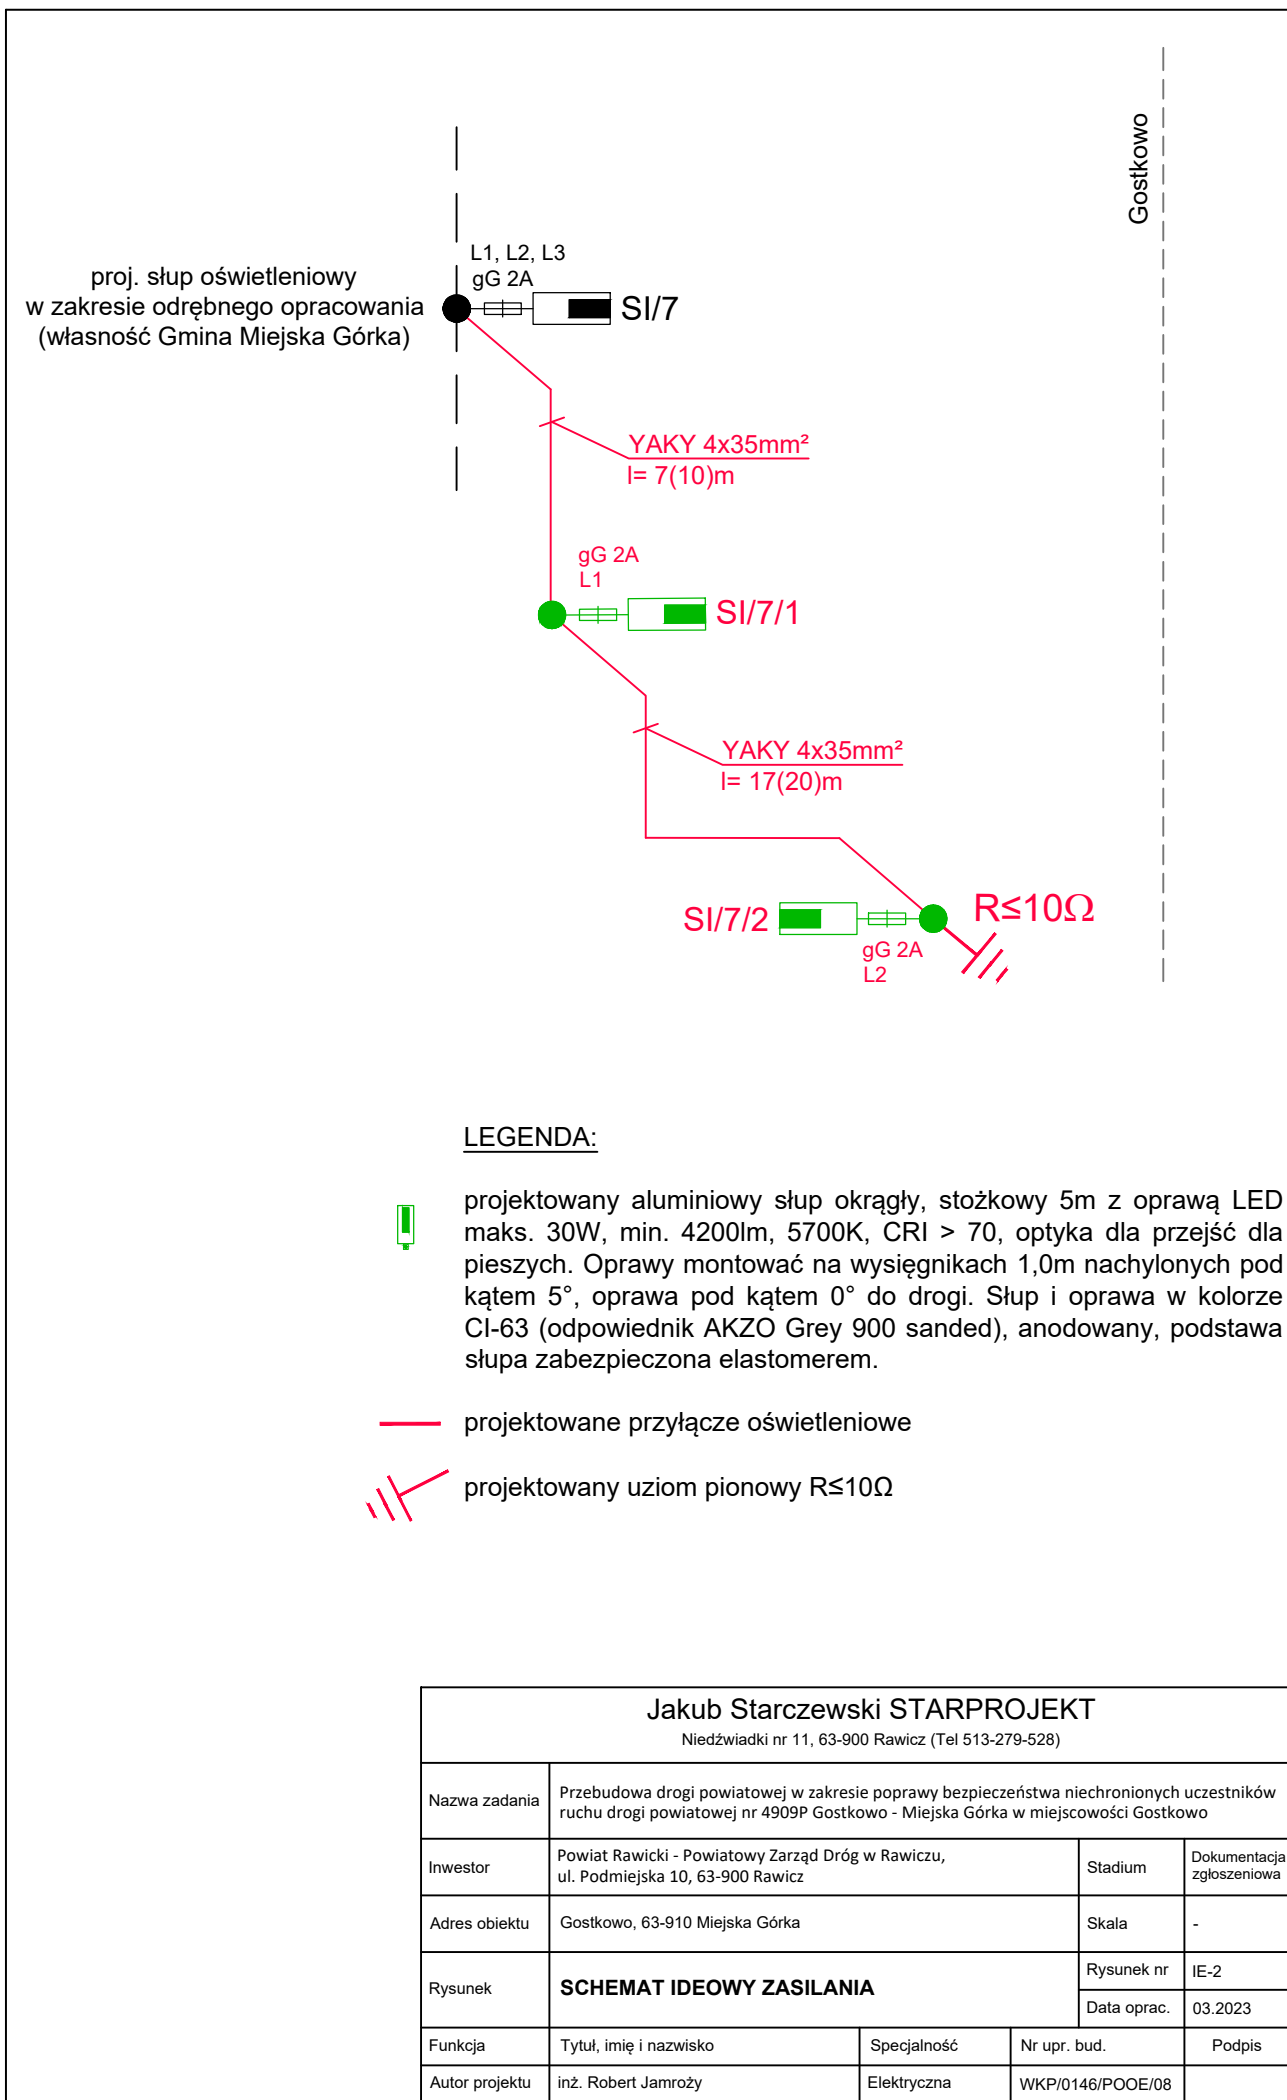 Gostkowo
L1, L2, L3
gG 2A
SI/7
proj. słup oświetleniowy
w zakresie odrębnego opracowania
(własność Gmina Miejska Górka)
YAKY 4x35mm²
l= 7(10)m
gG 2A
L1
SI/7/1
YAKY 4x35mm²
l= 17(20)m
SI/7/2
gG 2A
L2
R≤10Ω
LEGENDA:
projektowany aluminiowy słup okrągły, stożkowy 5m z oprawą LED
maks. 30W, min. 4200lm, 5700K, CRI > 70, optyka dla przejść dla
pieszych. Oprawy montować na wysięgnikach 1,0m nachylonych pod
kątem 5°, oprawa pod kątem 0° do drogi. Słup i oprawa w kolorze
CI-63 (odpowiednik AKZO Grey 900 sanded), anodowany, podstawa
słupa zabezpieczona elastomerem.
projektowane przyłącze oświetleniowe
projektowany uziom pionowy R≤10Ω
Jakub Starczewski STARPROJEKT
Niedźwiadki nr 11, 63-900 Rawicz (Tel 513-279-528)
Nazwa zadania
Przebudowa drogi powiatowej w zakresie poprawy bezpieczeństwa niechronionych uczestników
ruchu drogi powiatowej nr 4909P Gostkowo - Miejska Górka w miejscowości Gostkowo
Inwestor
Powiat Rawicki - Powiatowy Zarząd Dróg w Rawiczu,
ul. Podmiejska 10, 63-900 Rawicz
Stadium
Dokumentacja
zgłoszeniowa
Adres obiektu
Gostkowo, 63-910 Miejska Górka
Skala
-
Rysunek
SCHEMAT IDEOWY ZASILANIA
Rysunek nr
IE-2
Data oprac.
03.2023
Funkcja
Tytuł, imię i nazwisko
Specjalność
Nr upr. bud.
Podpis
Autor projektu
inż. Robert Jamroży
Elektryczna
WKP/0146/POOE/08